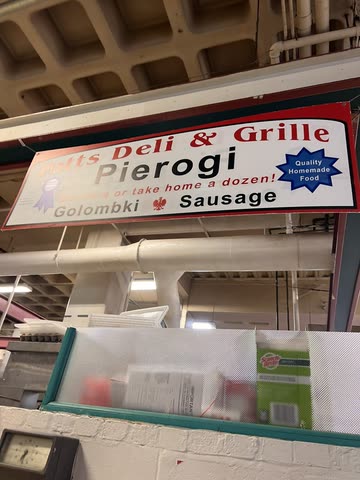 Deli & Grille
Pierogi
or take home a dozen!
Golombki Sausage
Quality
Homemade
Food